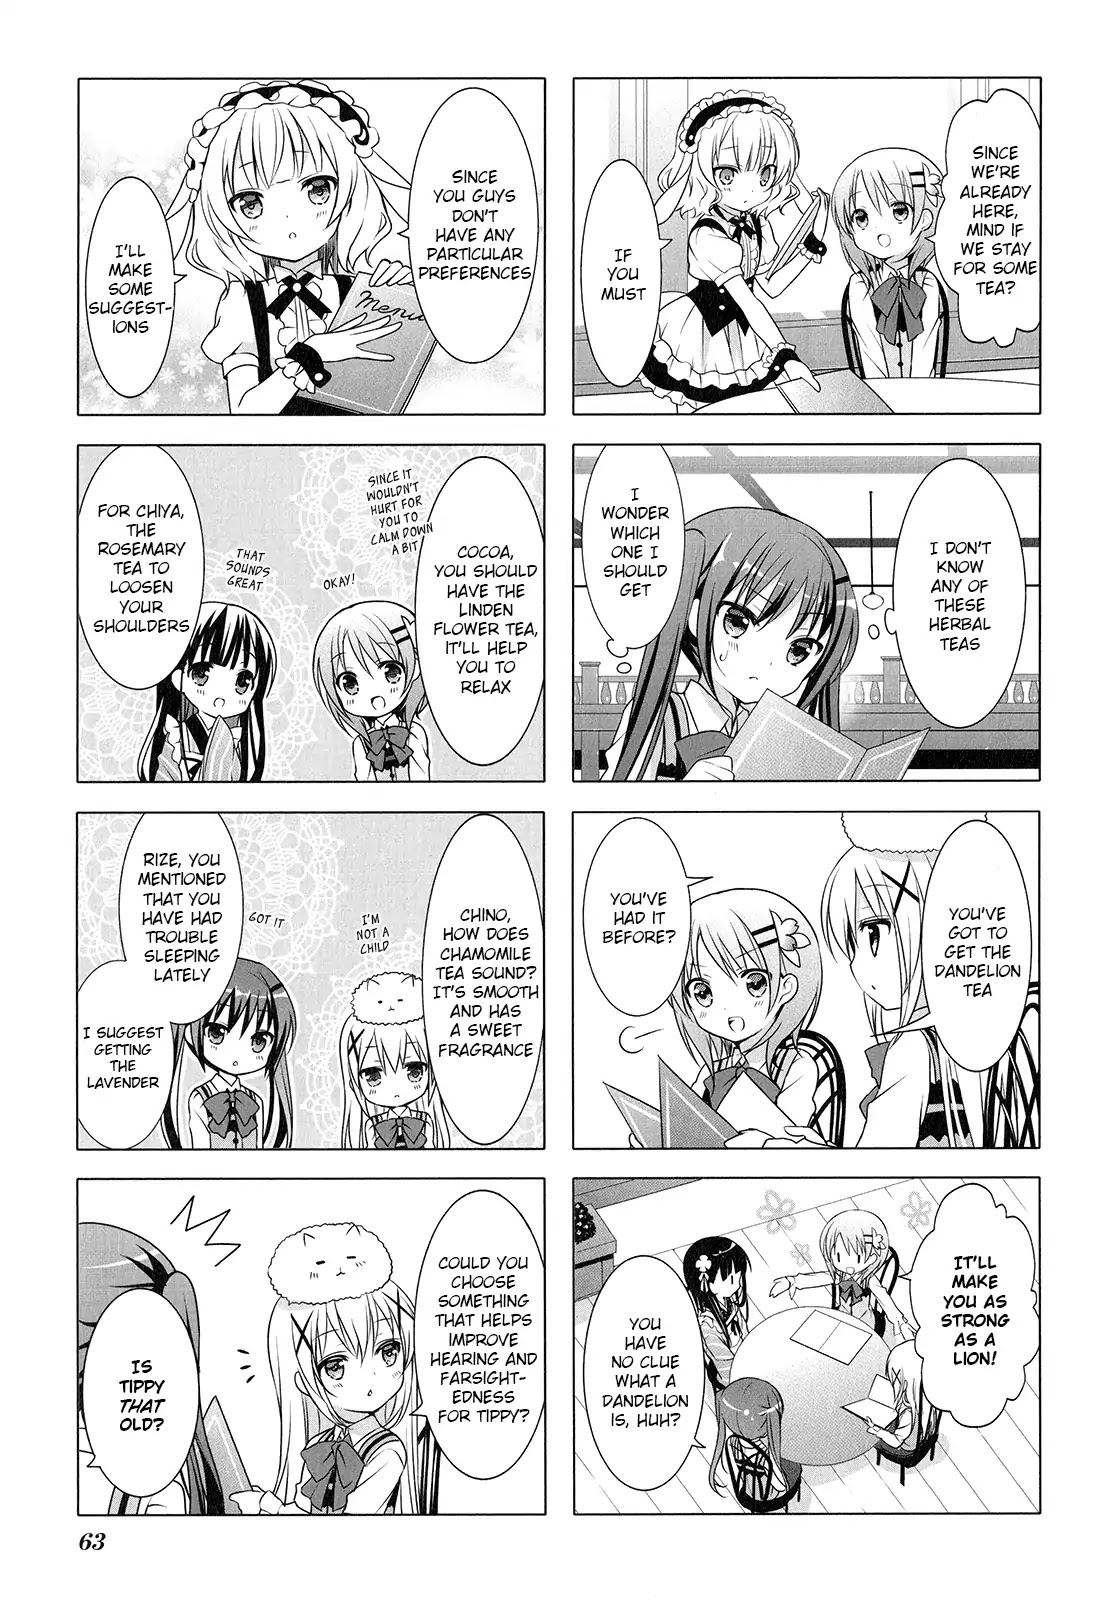 SINCE
WE'RE
ALREADY
HERE,
MIND IF
WE STAY
FOR SOME
TEA?
IF
YOU
MUST
I DON'T
KNOW
ANY OF
THESE
HERBAL
TEAS
I
WONDER
WHICH
ONE I
SHOULD
GET
YOU'VE
GOT TO
GET THE
DANDELION
TEA
YOU'VE
HAD IT
BEFORE?
IT'LL
MAKE
YOU AS
STRONG
AS A
LION!
YOU
HAVE
NO CLUE
WHAT A
DANDELION
IS, HUH?
SINCE
YOU GUYS
DON'T
HAVE ANY
PARTICULAR
PREFERENCES
Menu
I'LL
MAKE
SOME
SUGGEST-
IONS
COCOA,
YOU SHOULD
HAVE THE
LINDEN
FLOWER TEA,
IT'LL HELP
YOU TO
RELAX
SINCE IT
WOULDN'T
HURT FOR
YOU TO
CALM DOWN
A BIT
OKAY!
FOR CHIYA,
THE
ROSEMARY
TEA TO
LOOSEN
YOUR
SHOULDERS
THAT
SOUNDS
GREAT
CHINO,
HOW DOES
CHAMOMILE
TEA SOUND?
IT'S SMOOTH
AND HAS
A SWEET
FRAGRANCE
I'M
NOT A
CHILD
RIZE, YOU
MENTIONED
THAT YOU
HAVE HAD
TROUBLE
SLEEPING
LATELY
I SUGGEST
GETTING
THE
LAVENDER
GOT IT
COULD YOU
CHOOSE
SOMETHING
THAT HELPS
IMPROVE
HEARING AND
FARSIGHT-
EDNESS
FOR TIPPY?
IS
TIPPY
THAT
OLD?
63